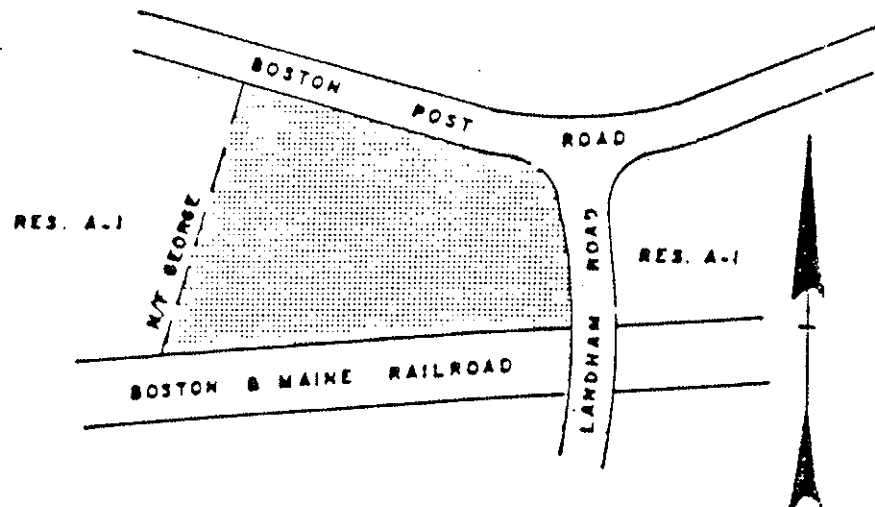 BOSTON POST ROAD
RES. A-1
N/F GEORGE
LANDHAM ROAD
RES. A-1
BOSTON & MAINE RAILROAD